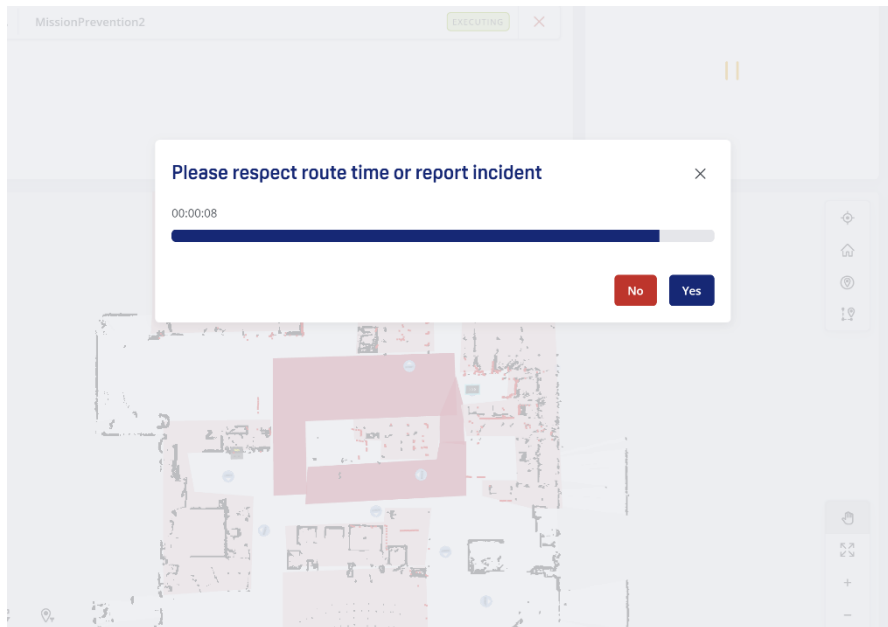 MissionPrevention2
EXECUTING
Please respect route time or report incident
00:00:08
No
Yes